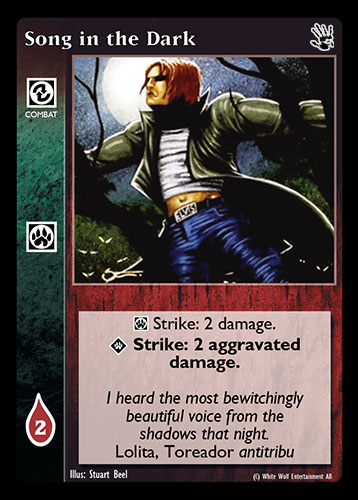 Song in the Dark
COMBAT
ELVIS
Strike: 2 damage.
Strike: 2 aggravated
damage.
I heard the most bewitchingly
beautiful voice from the
shadows that night.
Lolita, Toreador antitribu
2
Illus: Stuart Beel
(C) White Wolf Entertainment AB